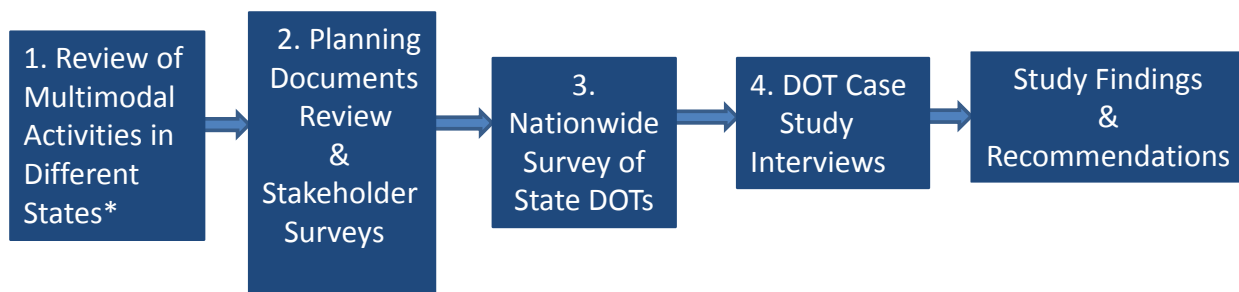 1. Review of
Multimodal
Activities in
Different
States*
2. Planning
Documents
Review
&
Stakeholder
Surveys
3.
Nationwide
Survey of
State DOTs
4. DOT Case
Study
Interviews
Study Findings
&
Recommendations